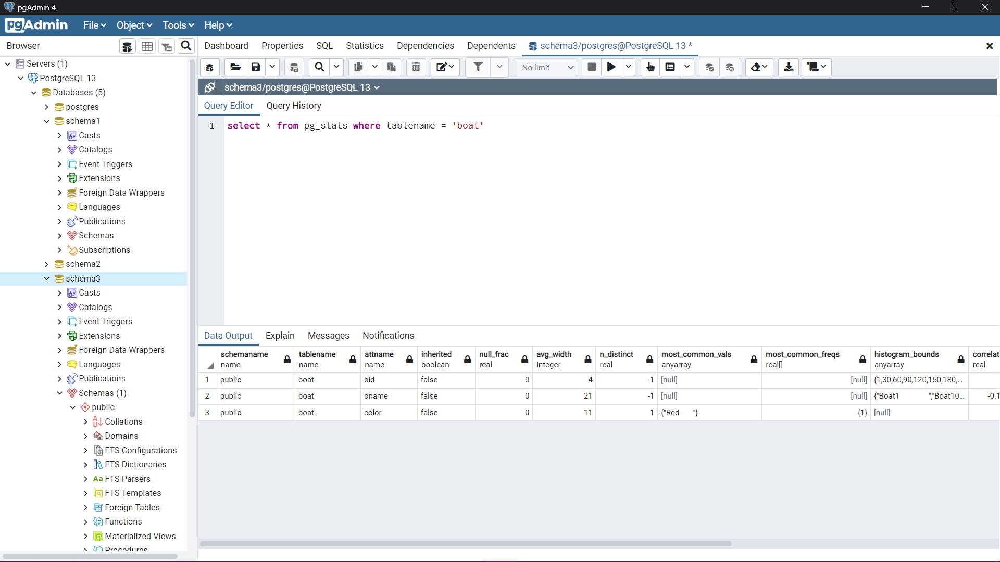 pgAdmin 4
pgAdmin File Object Tools Help
Browser
Dashboard Properties SQL Statistics Dependencies Dependents schema3/postgres@PostgreSQL 13 *
No limit
schema3/postgres@PostgreSQL 13
Query Editor Query History
1 select * from pg_stats where tablename = 'boat'
Servers (1)
PostgreSQL 13
Databases (5)
postgres
schema1
Casts
Catalogs
Event Triggers
Extensions
Foreign Data Wrappers
Languages
Publications
Schemas
Subscriptions
schema2
schema3
Casts
Catalogs
Event Triggers
Extensions
Foreign Data Wrappers
Languages
Publications
Schemas (1)
public
Collations
Domains
FTS Configurations
FTS Dictionaries
Aa FTS Parsers
FTS Templates
Foreign Tables
Functions
Materialized Views
Procedures
Data Output Explain Messages Notifications
schemaname tablename attname inherited null_frac avg_width n_distinct most_common_vals most_common_freqs histogram_bounds correlat
name name name boolean real integer real anyarray real[] anyarray real
1 public boat bid false 0 4 -1 [null] [null] {1,30,60,90,120,150,180,...
2 public boat bname false 0 21 -1 [null] [null] {"Boat1 ","Boat10... -0.1
3 public boat color false 0 11 1 {"Red "} {1} [null]